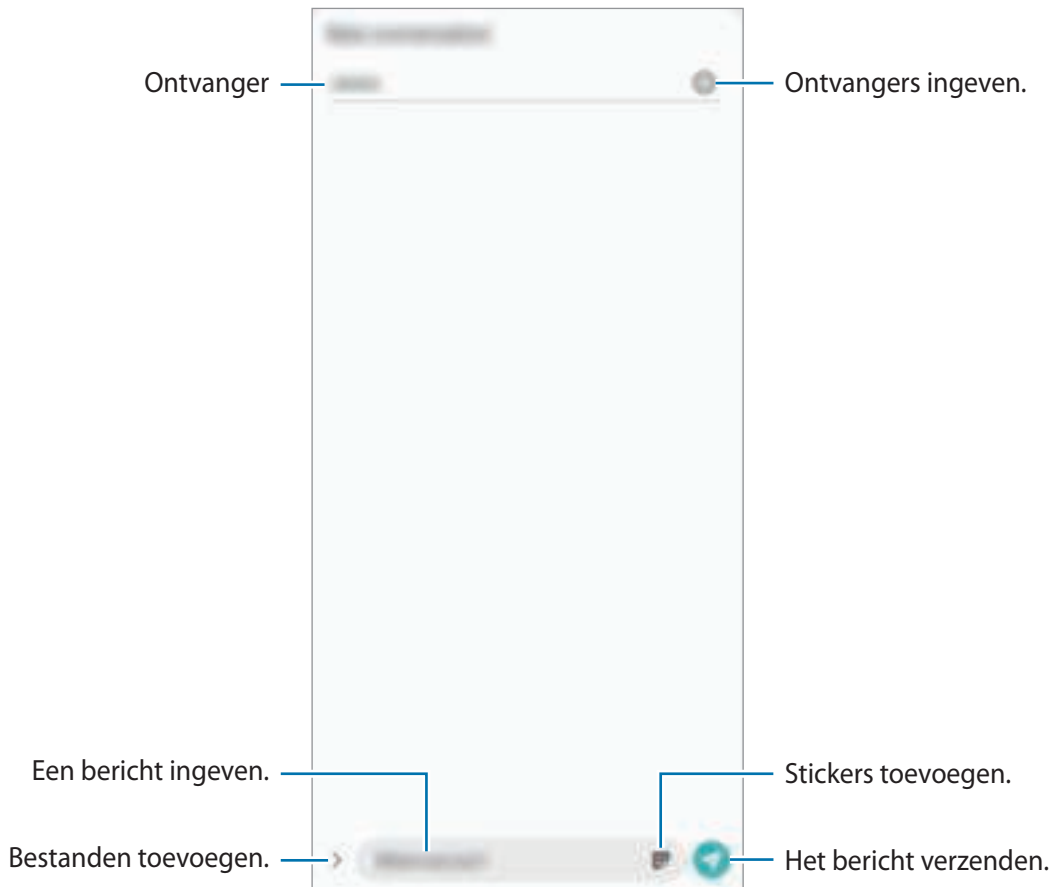 Ontvanger
Ontvangers ingeven.
Een bericht ingeven.
Stickers toevoegen.
Bestanden toevoegen.
Het bericht verzenden.